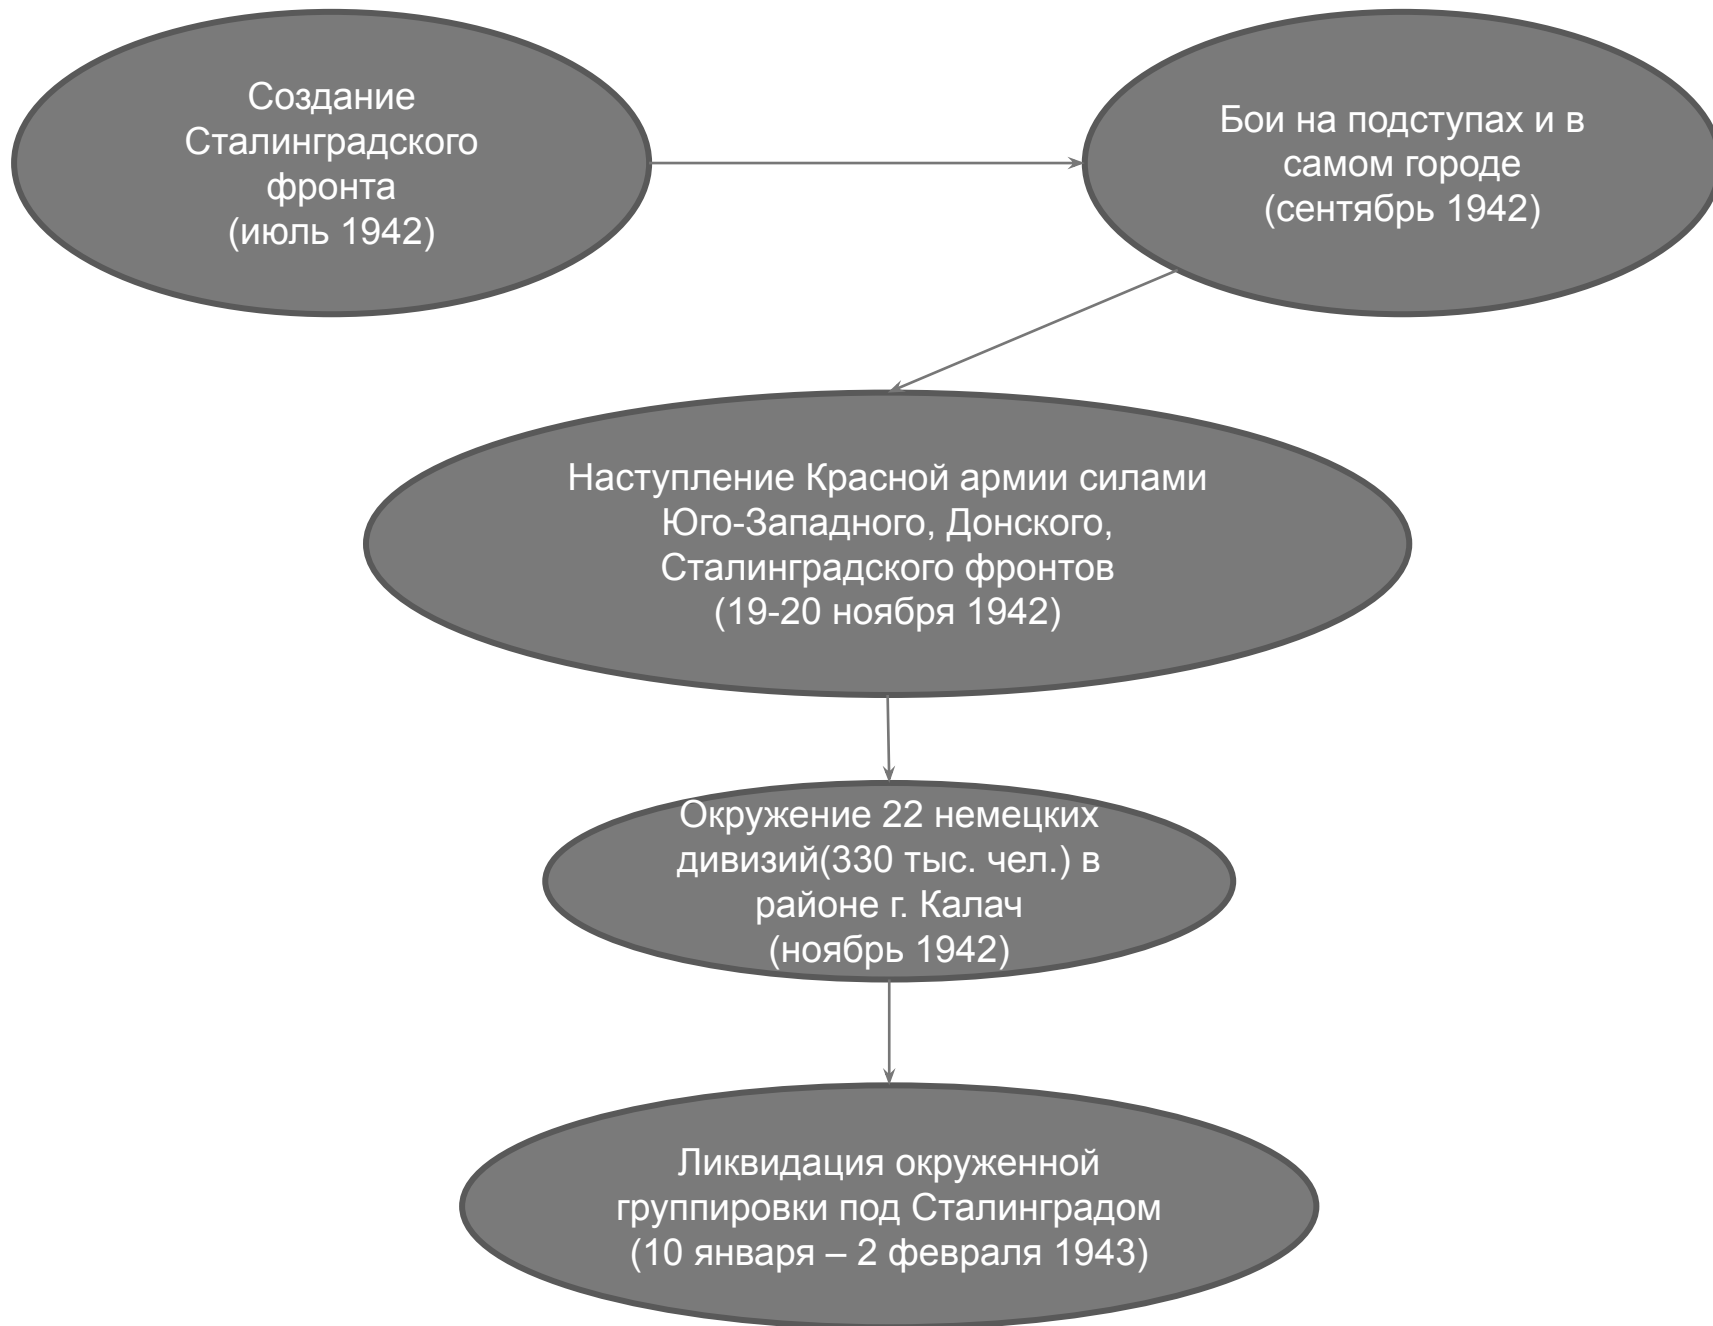 Создание
Сталинградского
фронта
(июль 1942)
Бои на подступах и в
самом городе
(сентябрь 1942)
Наступление Красной армии силами
Юго-Западного, Донского,
Сталинградского фронтов
(19-20 ноября 1942)
Окружение 22 немецких
дивизий(330 тыс. чел.) в
районе г. Калач
(ноябрь 1942)
Ликвидация окруженной
группировки под Сталинградом
(10 января – 2 февраля 1943)